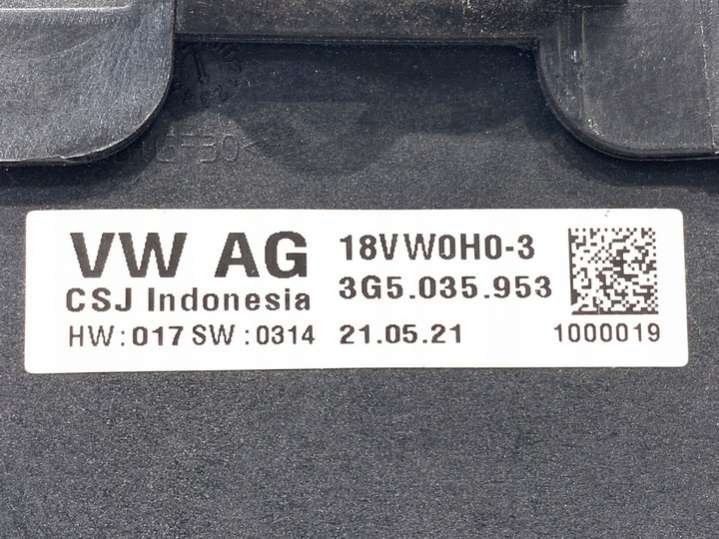 VW AG
CSJ Indonesia
HW:017 SW:0314
18VW0H0-3
3G5.035.953
21.05.21
1000019